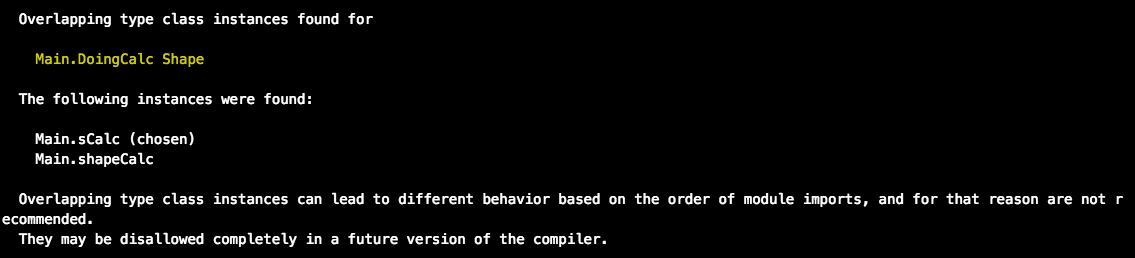 Overlapping type class instances found for
Main.DoingCalc Shape
The following instances were found:
Main.sCalc (chosen)
Main.shapeCalc
Overlapping type class instances can lead to different behavior based on the order of module imports, and for that reason are not r
ecommended.
They may be disallowed completely in a future version of the compiler.